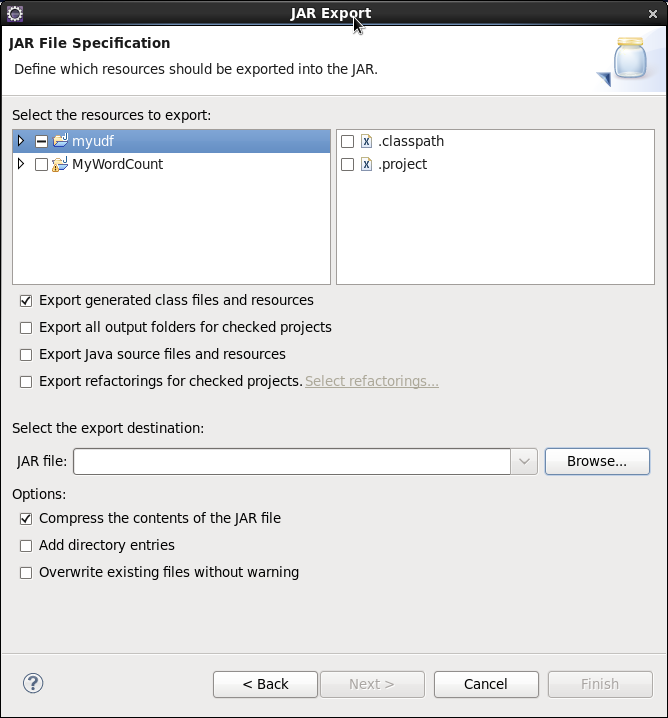 JAR Export
JAR File Specification
Define which resources should be exported into the JAR.
Select the resources to export:
myudf
MyWordCount
.classpath
.project
Export generated class files and resources
Export all output folders for checked projects
Export Java source files and resources
Export refactorings for checked projects. Select refactorings...
Select the export destination:
JAR file: Browse...
Options:
Compress the contents of the JAR file
Add directory entries
Overwrite existing files without warning
? < Back Next > Cancel Finish